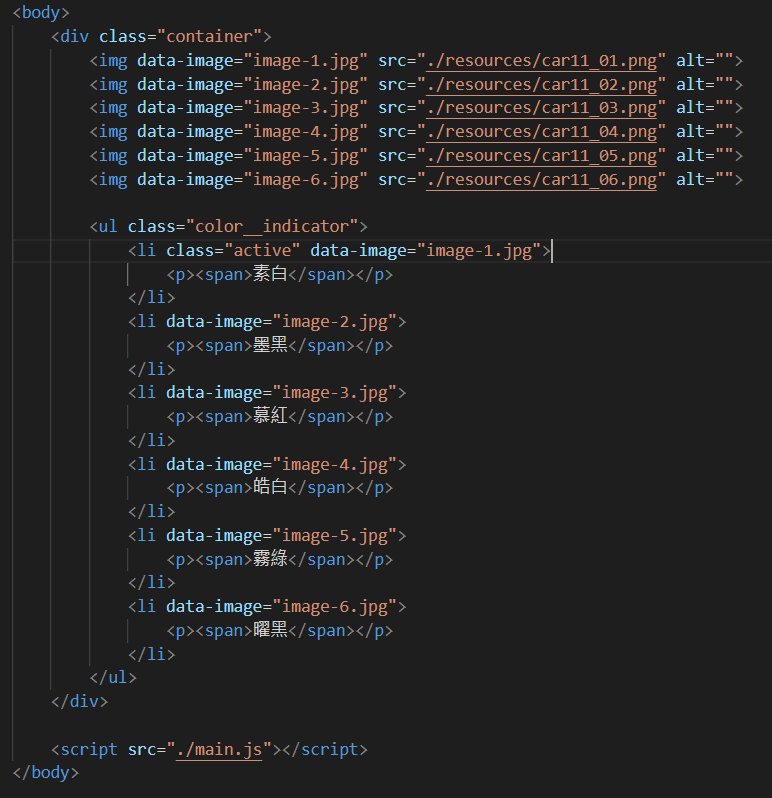 <body>
<div class="container">
<img data-image="image-1.jpg" src="./resources/car11_01.png" alt="">
<img data-image="image-2.jpg" src="./resources/car11_02.png" alt="">
<img data-image="image-3.jpg" src="./resources/car11_03.png" alt="">
<img data-image="image-4.jpg" src="./resources/car11_04.png" alt="">
<img data-image="image-5.jpg" src="./resources/car11_05.png" alt="">
<img data-image="image-6.jpg" src="./resources/car11_06.png" alt="">
<ul class="color__indicator">
<li class="active" data-image="image-1.jpg">
<p><span>素白</span></p>
</li>
<li data-image="image-2.jpg">
<p><span>墨黑</span></p>
</li>
<li data-image="image-3.jpg">
<p><span>慕紅</span></p>
</li>
<li data-image="image-4.jpg">
<p><span>皓白</span></p>
</li>
<li data-image="image-5.jpg">
<p><span>霧綠</span></p>
</li>
<li data-image="image-6.jpg">
<p><span>曜黑</span></p>
</li>
</ul>
</div>
<script src="./main.js"></script>
</body>